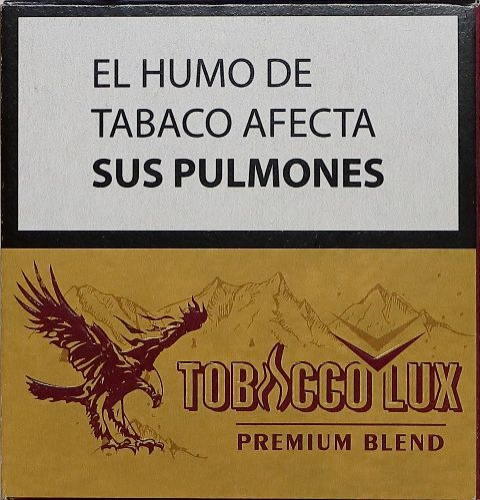 EL HUMO DE
TABACO AFECTA
SUS PULMONES
TOBACCO LUX
PREMIUM BLEND